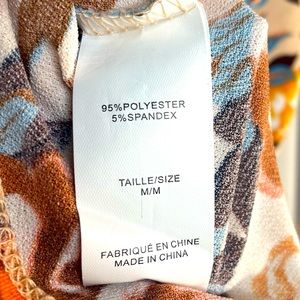 95%POLYESTER
5%SPANDEX
TAILLE/SIZE
M/M
FABRIQUÉ EN CHINE
MADE IN CHINA